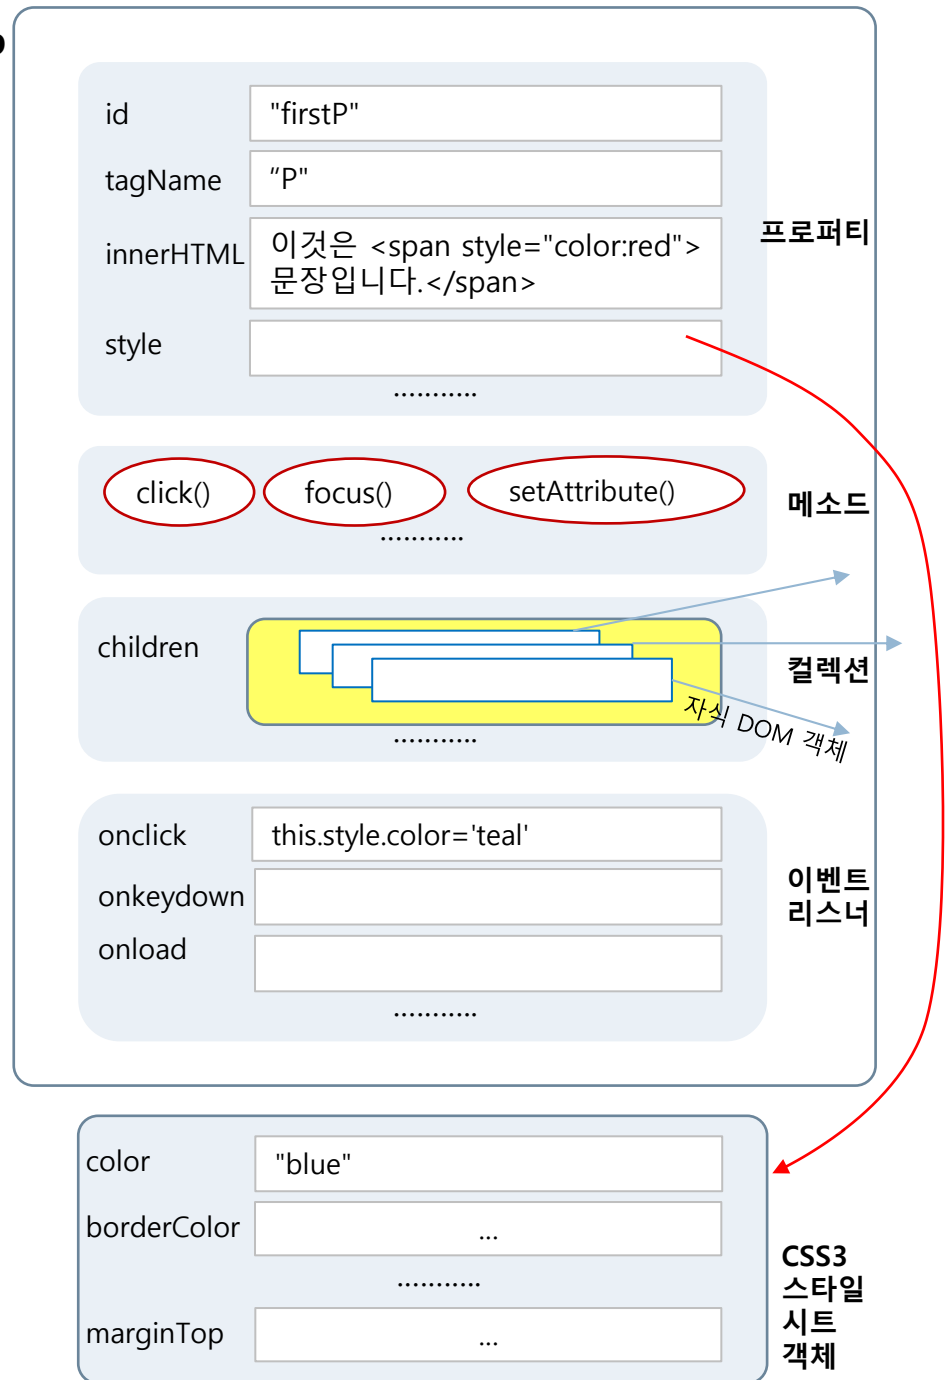 p
id
"firstP"
tagName
“P"
프로퍼티
innerHTML
이것은 <span style="color:red">
문장입니다.</span>
style
...........
click()
focus()
setAttribute()
메소드
...........
children
컬렉션
자식 DOM 객체
...........
onclick
this.style.color='teal'
onkeydown
이벤트
리스너
onload
...........
color
"blue"
borderColor
...
...........
CSS3
스타일
시트
객체
marginTop
...